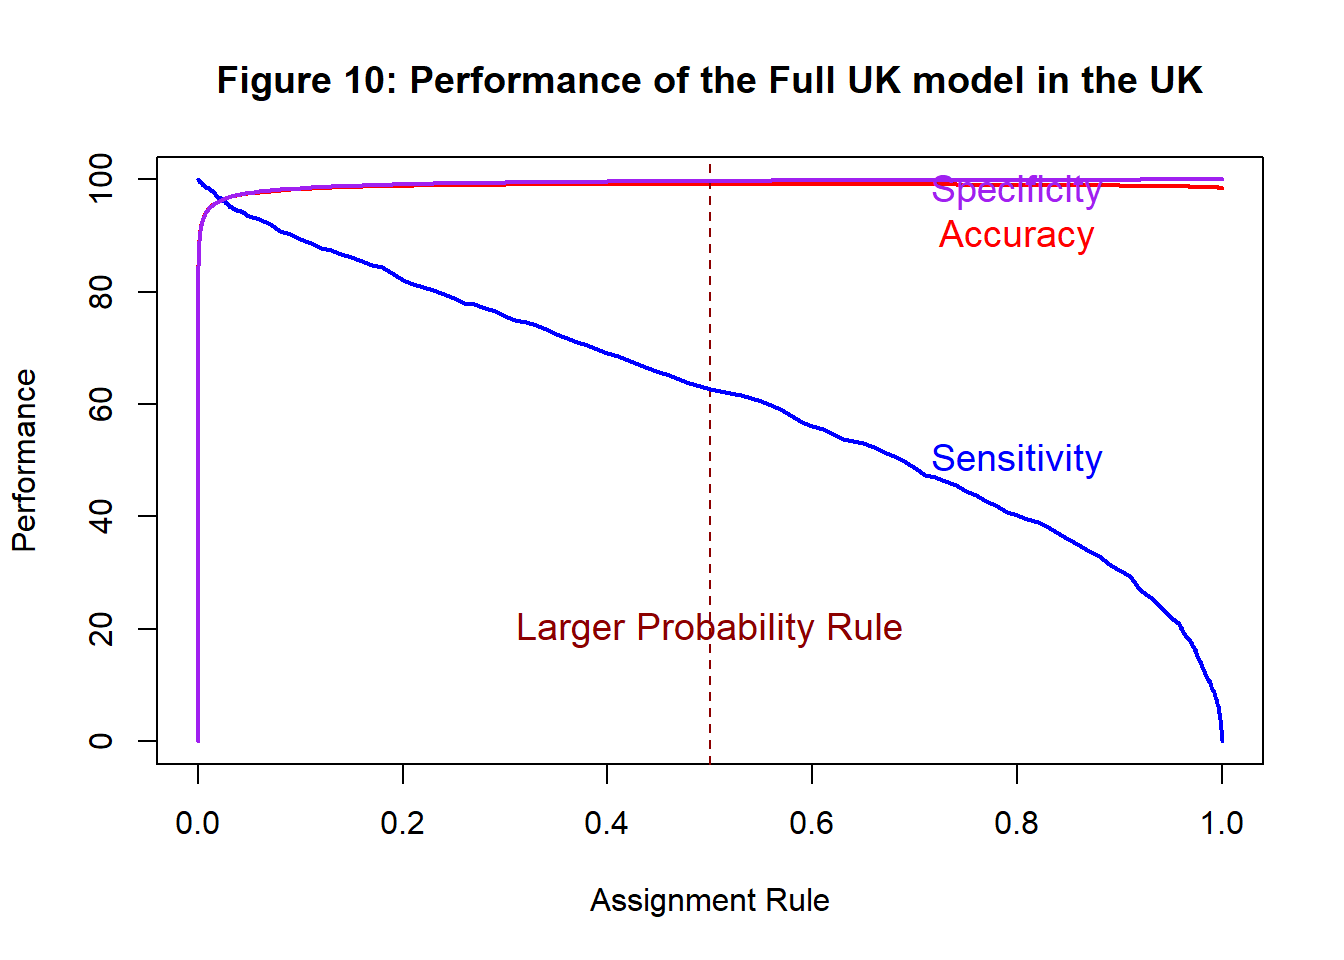 Figure 10: Performance of the Full UK model in the UK
100
80
60
40
20
0
Performance
Specificity
Accuracy
Sensitivity
Larger Probability Rule
0.0 0.2 0.4 0.6 0.8 1.0
Assignment Rule